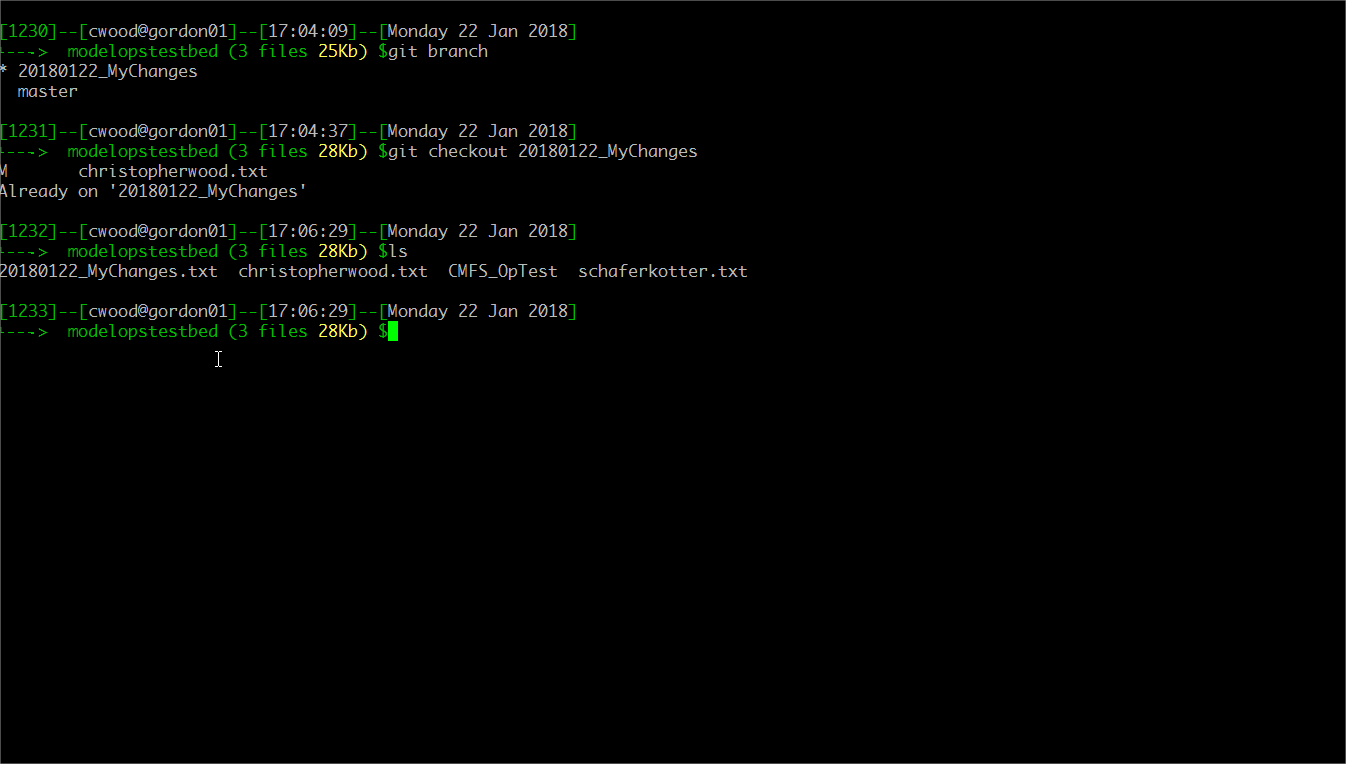 [1230]--[cwood@gordon01]--[17:04:09]--[Monday 22 Jan 2018]
----> modelopstestbed (3 files 25Kb) $git branch
* 20180122_MyChanges
master
[1231]--[cwood@gordon01]--[17:04:37]--[Monday 22 Jan 2018]
----> modelopstestbed (3 files 28Kb) $git checkout 20180122_MyChanges
M christopherwood.txt
Already on '20180122_MyChanges'
[1232]--[cwood@gordon01]--[17:06:29]--[Monday 22 Jan 2018]
----> modelopstestbed (3 files 28Kb) $ls
20180122_MyChanges.txt christopherwood.txt CMFS_OpTest schaferkotter.txt
[1233]--[cwood@gordon01]--[17:06:29]--[Monday 22 Jan 2018]
----> modelopstestbed (3 files 28Kb) $